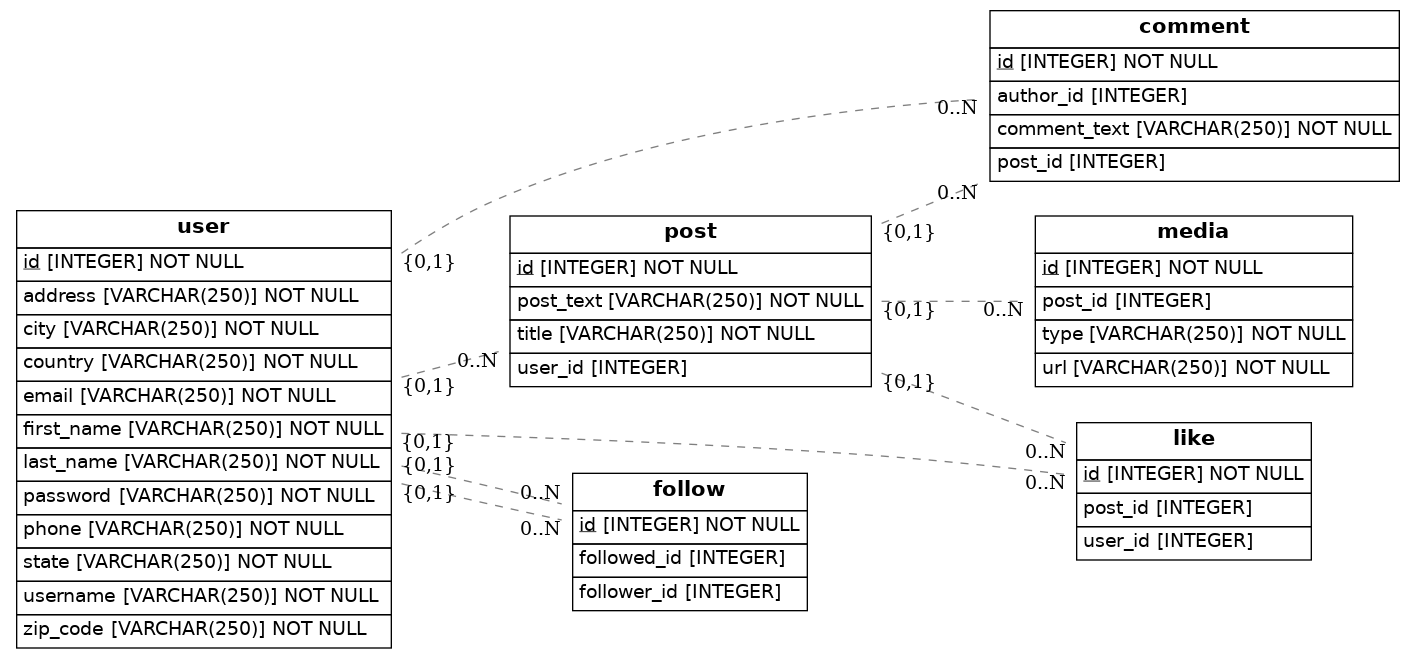 comment
id [INTEGER] NOT NULL
author_id [INTEGER]
comment_text [VARCHAR(250)] NOT NULL
post_id [INTEGER]
user
id [INTEGER] NOT NULL
address [VARCHAR(250)] NOT NULL
city [VARCHAR(250)] NOT NULL
country [VARCHAR(250)] NOT NULL
email [VARCHAR(250)] NOT NULL
first_name [VARCHAR(250)] NOT NULL
last_name [VARCHAR(250)] NOT NULL
password [VARCHAR(250)] NOT NULL
phone [VARCHAR(250)] NOT NULL
state [VARCHAR(250)] NOT NULL
username [VARCHAR(250)] NOT NULL
zip_code [VARCHAR(250)] NOT NULL
post
id [INTEGER] NOT NULL
post_text [VARCHAR(250)] NOT NULL
title [VARCHAR(250)] NOT NULL
user_id [INTEGER]
media
id [INTEGER] NOT NULL
post_id [INTEGER]
type [VARCHAR(250)] NOT NULL
url [VARCHAR(250)] NOT NULL
like
id [INTEGER] NOT NULL
post_id [INTEGER]
user_id [INTEGER]
follow
id [INTEGER] NOT NULL
followed_id [INTEGER]
follower_id [INTEGER]
0..N
{0,1}
0..N
{0,1}
{0,1}
0..N
0..N
{0,1}
{0,1}
0..N
{0,1}
0..N
{0,1}
0..N
{0,1}
0..N